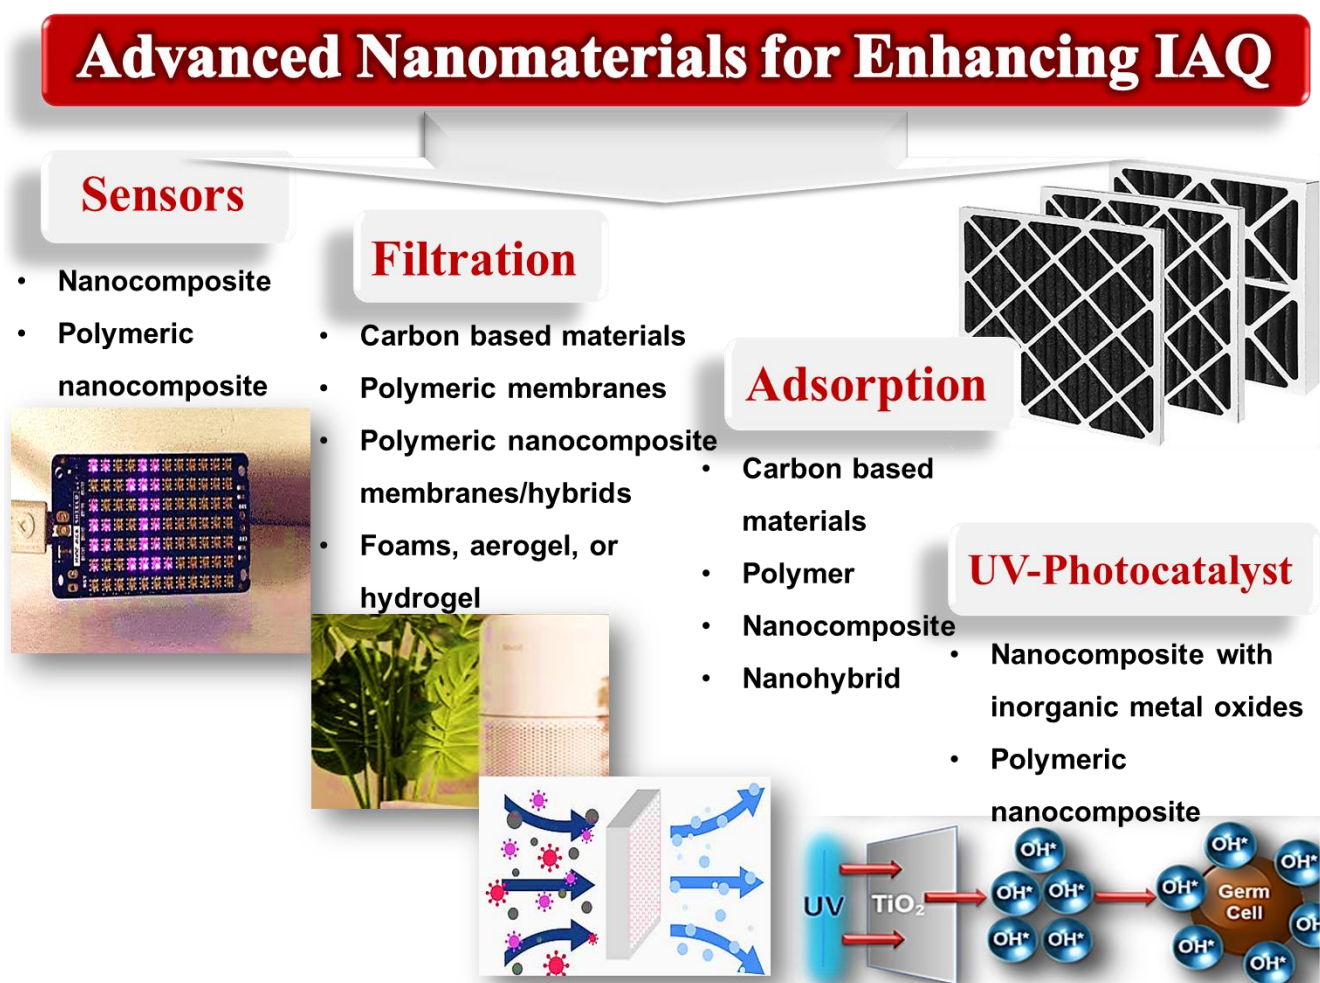 Advanced Nanomaterials for Enhancing IAQ
Sensors
• Nanocomposite
• Polymeric
nanocomposite
Filtration
• Carbon based materials
• Polymeric membranes
• Polymeric nanocomposite
membranes/hybrids
• Foams, aerogel, or
hydrogel
Adsorption
• Carbon based
materials
• Polymer
• Nanocomposite
• Nanohybrid
UV-Photocatalyst
• Nanocomposite with
inorganic metal oxides
• Polymeric
nanocomposite
UV
TiO₂
OH*
OH*
OH*
OH*
OH*
OH*
OH*
OH*
OH*
OH*
Germ
Cell